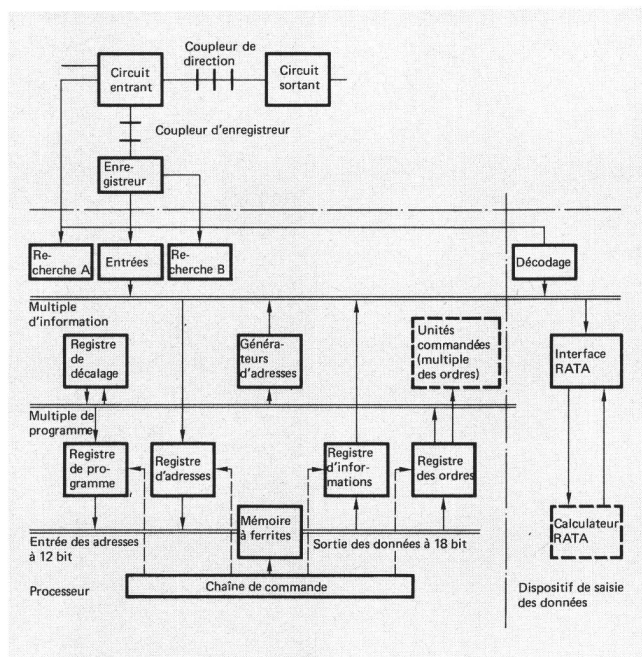 Coupleur de
direction
Circuit
entrant
Circuit
sortant
Coupleur d'enregistreur
Enre-
gistreur
Re-
cherche A
Entrées
Re-
cherche B
Décodage
Multiple
d'information
Registre
de
décalage
Généra-
teurs
d'adresses
Unités
commandées
(multiple
des ordres)
Interface
RATA
Multiple de
programme
Registre
de pro-
gramme
Registre
d'adresses
Registre
d'infor-
mations
Registre
des ordres
Mémoire
à ferrites
Calculateur
RATA
Entrée des adresses
à 12 bit
Sortie des données à 18 bit
Processeur
Chaîne de commande
Dispositif de saisie
des données